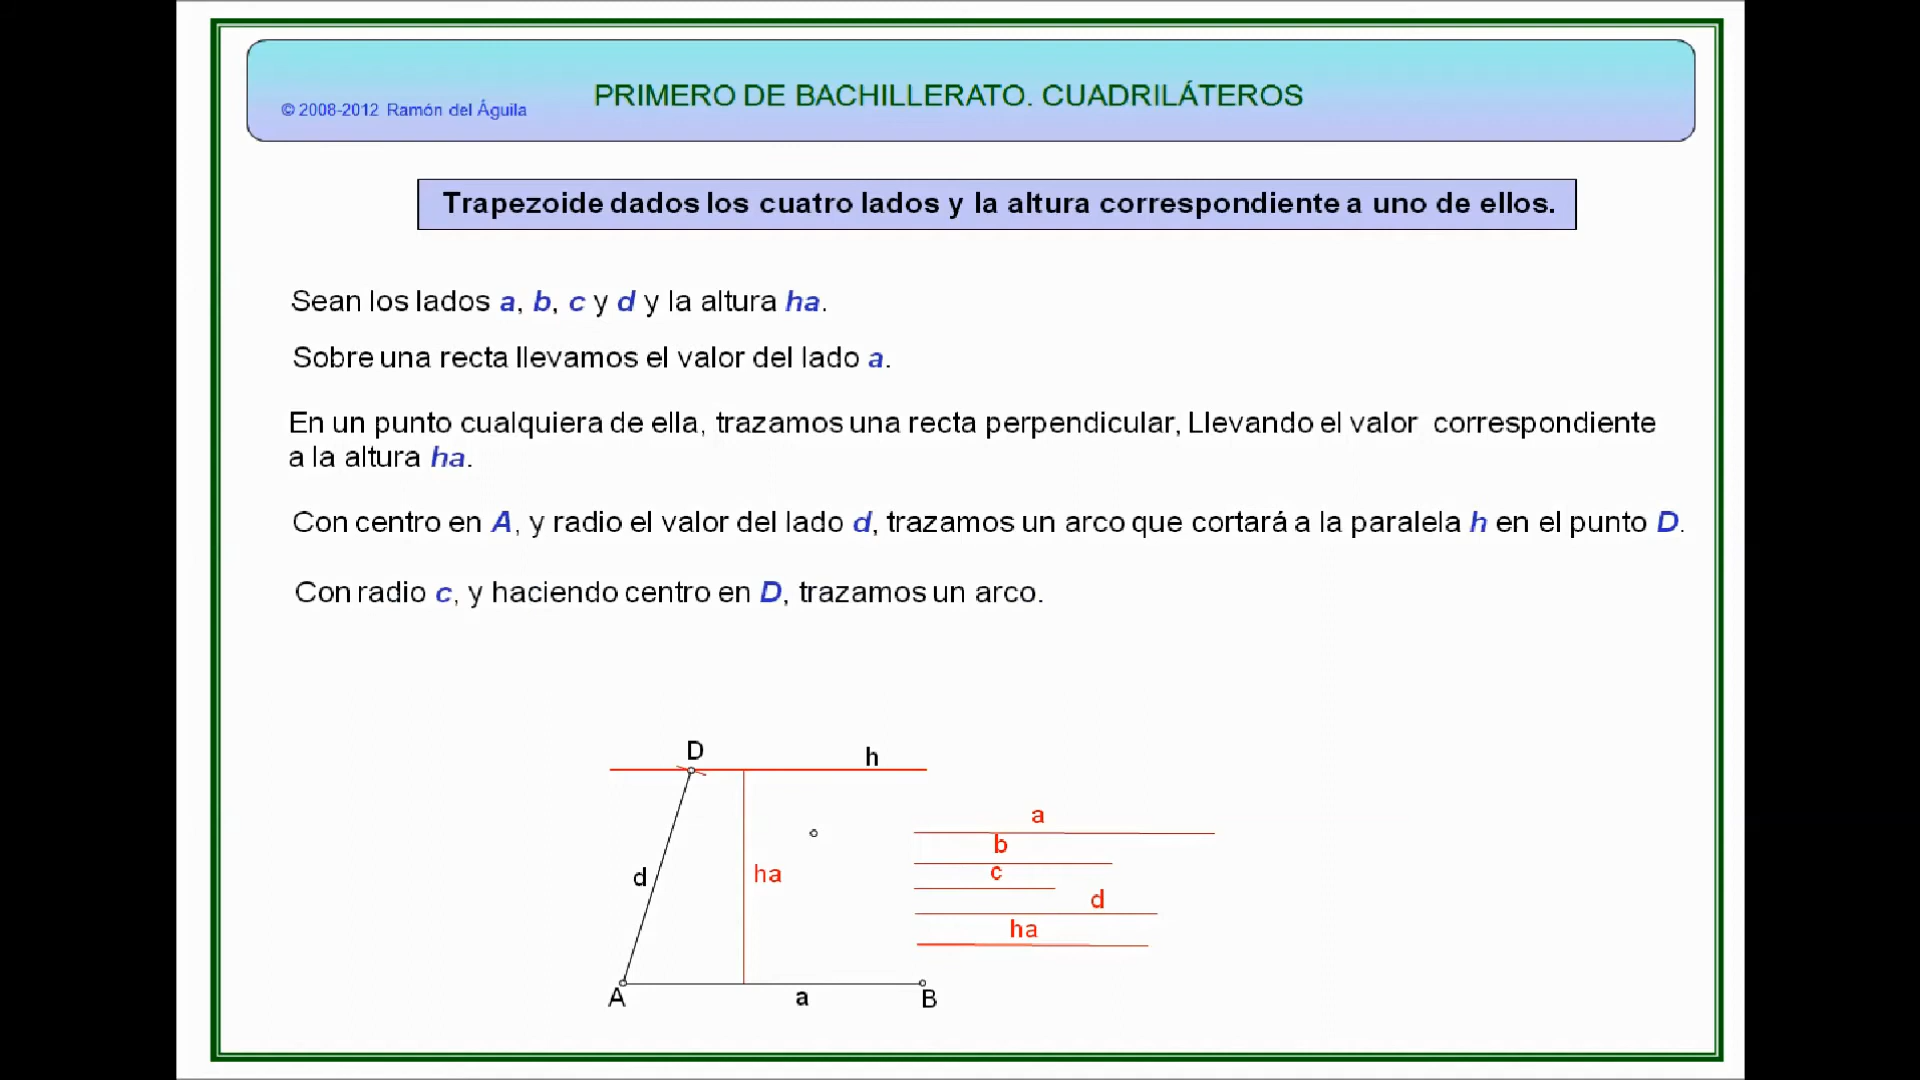 © 2008-2012 Ramón del Águila
PRIMERO DE BACHILLERATO. CUADRILÁTEROS
Trapezoide dados los cuatro lados y la altura correspondiente a uno de ellos.
Sean los lados a, b, c y d y la altura ha.
Sobre una recta llevamos el valor del lado a.
En un punto cualquiera de ella, trazamos una recta perpendicular, Llevando el valor correspondiente
a la altura ha.
Con centro en A, y radio el valor del lado d, trazamos un arco que cortará a la paralela h en el punto D.
Con radio c, y haciendo centro en D, trazamos un arco.
D
h
a
b
c
d
ha
d
ha
A
a
B